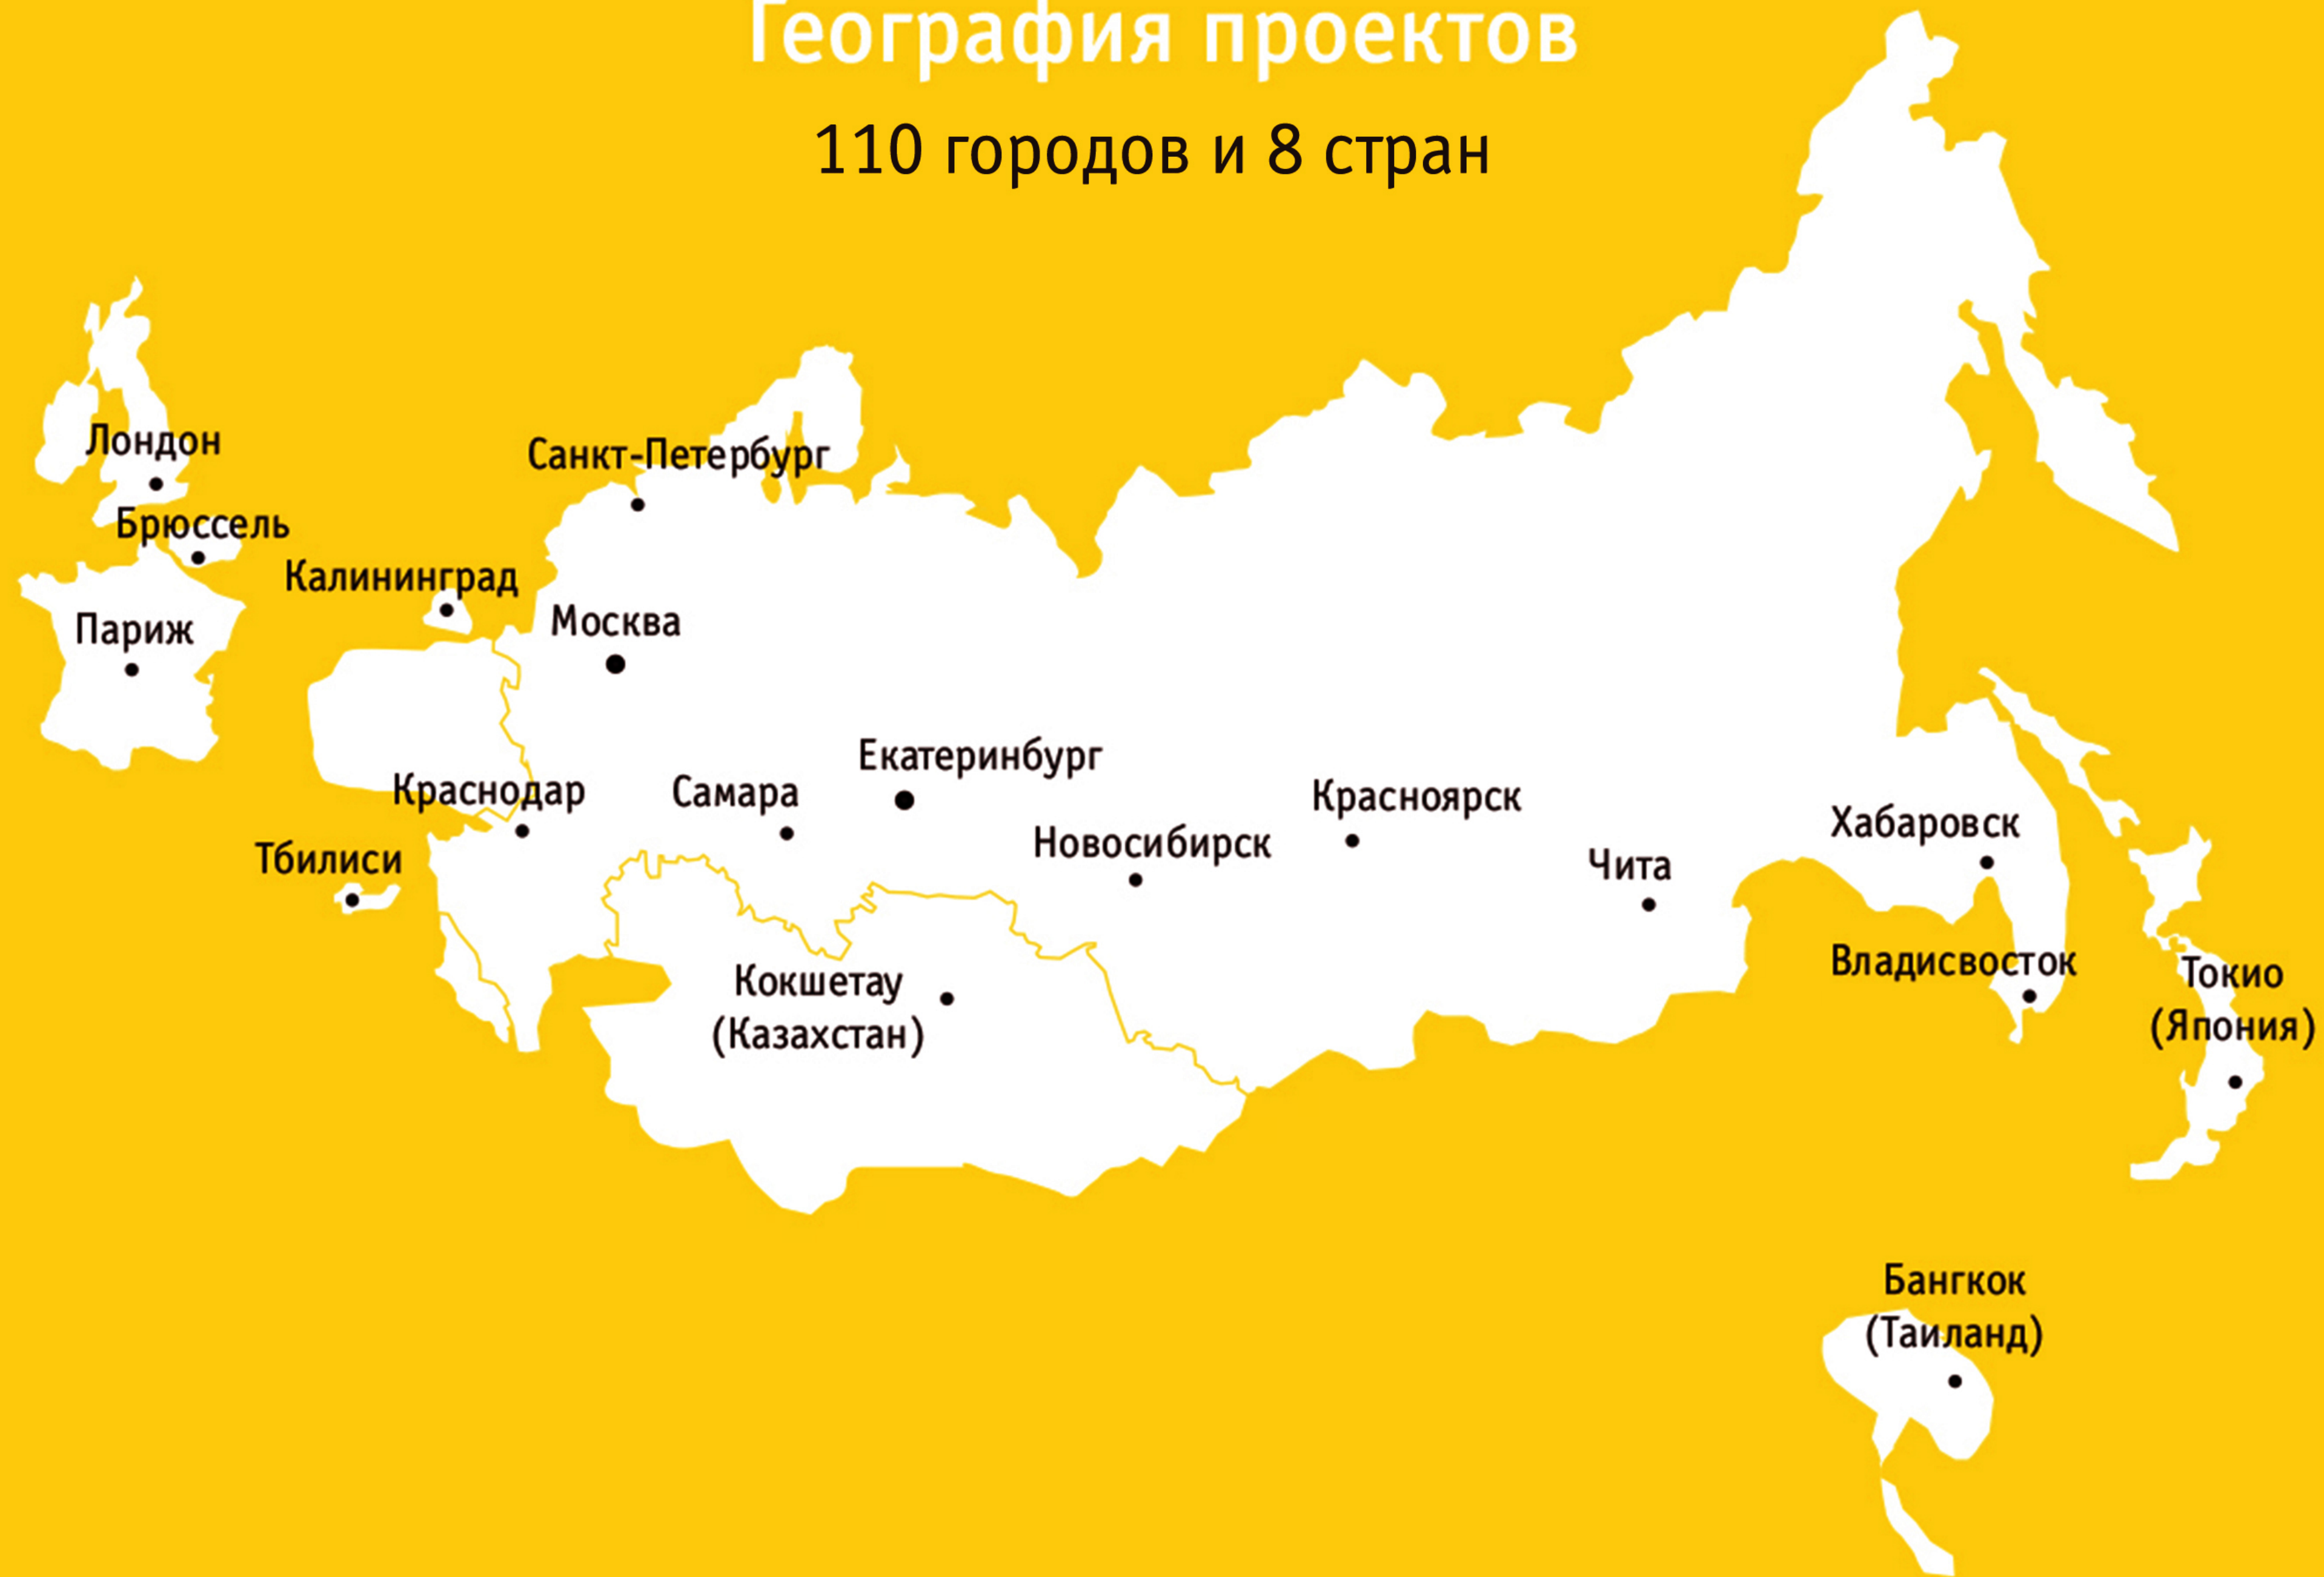 География проектов
110 городов и 8 стран
Лондон
Санкт-Петербург
Брюссель
Калининград
Париж
Москва
Екатеринбург
Краснодар
Самара
Красноярск
Новосибирск
Хабаровск
Тбилиси
Чита
Владисвосток
Кокшетау
(Казахстан)
Токио
(Япония)
Бангкок
(Таиланд)